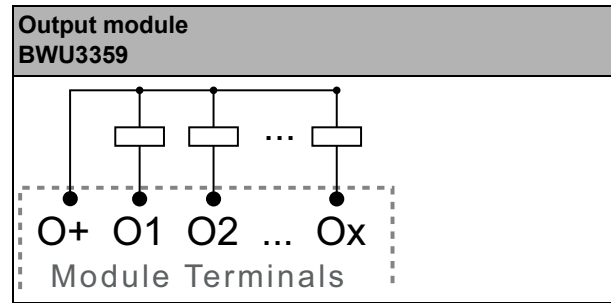 Output module
BWU3359
...
O+ O1 O2 ... Ox
Module Terminals